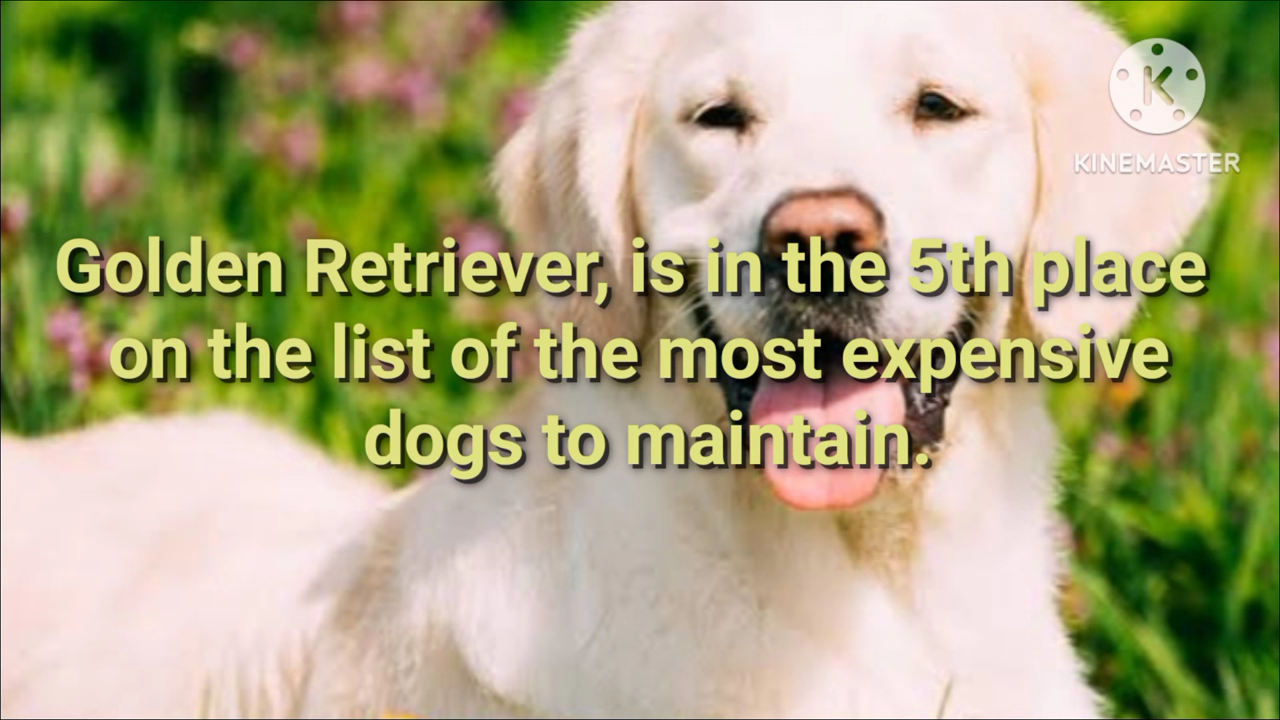 KINEMASTER
Golden Retriever, is in the 5th place
on the list of the most expensive
dogs to maintain.